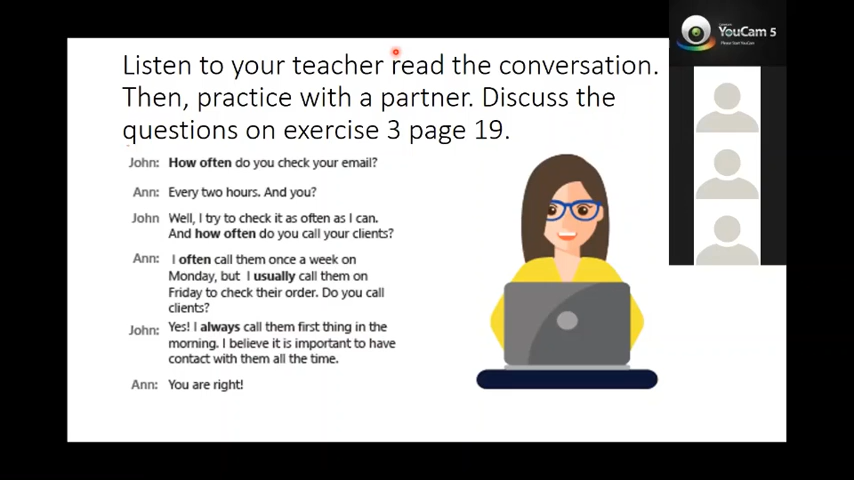 Listen to your teacher read the conversation.
Then, practice with a partner. Discuss the
questions on exercise 3 page 19.
John: How often do you check your email?
Ann: Every two hours. And you?
John Well, I try to check it as often as I can.
And how often do you call your clients?
Ann: I often call them once a week on
Monday, but I usually call them on
Friday to check their order. Do you call
clients?
John: Yes! I always call them first thing in the
morning. I believe it is important to have
contact with them all the time.
Ann: You are right!
YouCam 5